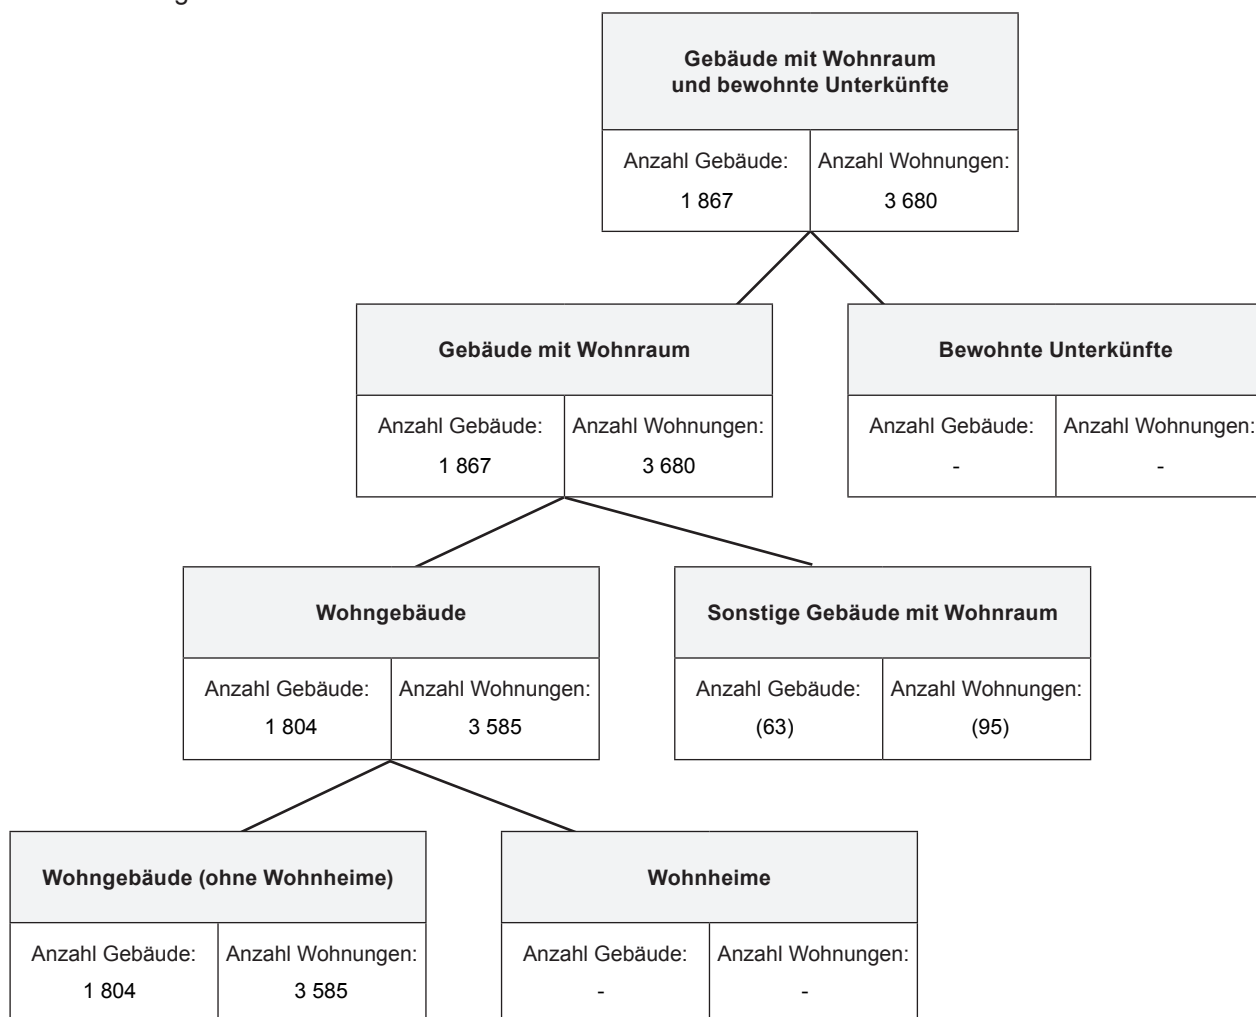 Gebäude mit Wohnraum
und bewohnte Unterkünfte
Anzahl Gebäude: Anzahl Wohnungen:
1 867 3 680
Gebäude mit Wohnraum Bewohnte Unterkünfte
Anzahl Gebäude: Anzahl Wohnungen: Anzahl Gebäude: Anzahl Wohnungen:
1 867 3 680 - -
Wohngebäude Sonstige Gebäude mit Wohnraum
Anzahl Gebäude: Anzahl Wohnungen: Anzahl Gebäude: Anzahl Wohnungen:
1 804 3 585 (63) (95)
Wohngebäude (ohne Wohnheime) Wohnheime
Anzahl Gebäude: Anzahl Wohnungen: Anzahl Gebäude: Anzahl Wohnungen:
1 804 3 585 - -